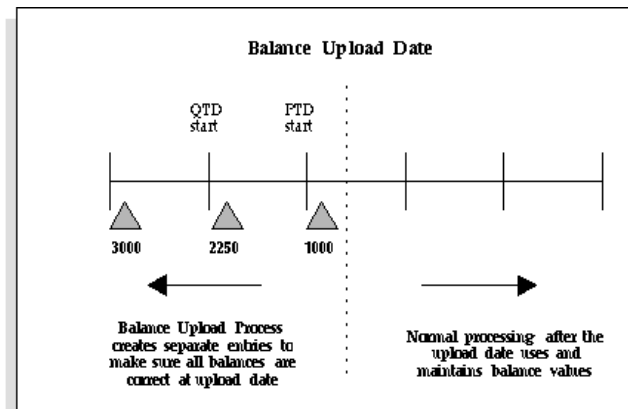 Balance Upload Date
QTD
start
PTD
start
3000
2250
1000
Balance Upload Process
creates separate entries to
make sure all balances are
correct at upload date
Normal processing after the
upload date uses and
maintains balance values